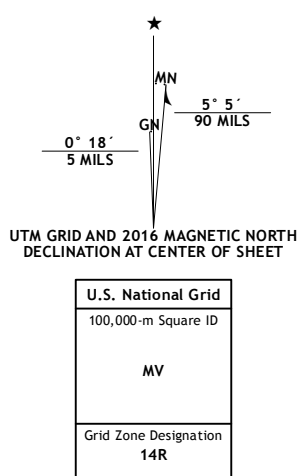 ★
MN
GN
5° 5´
90 MILS
0° 18´
5 MILS
UTM GRID AND 2016 MAGNETIC NORTH
DECLINATION AT CENTER OF SHEET
U.S. National Grid
100,000-m Square ID
MV
Grid Zone Designation
14R